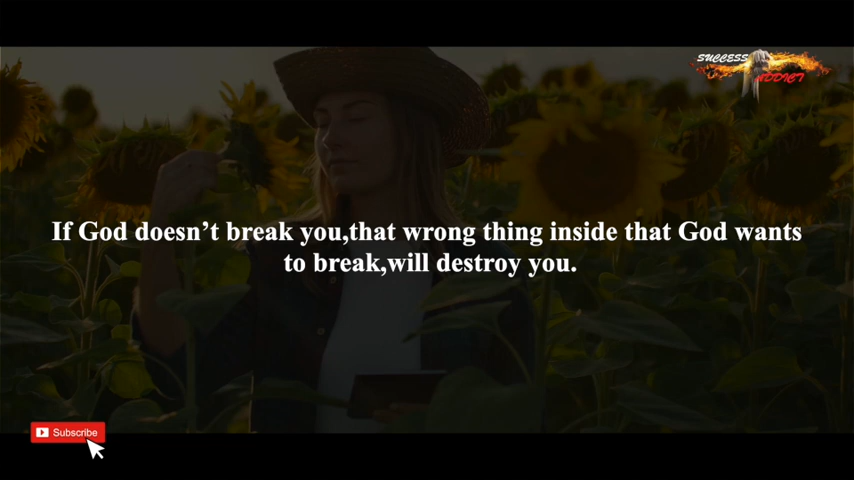 SUCCESS
ADDICT
If God doesn’t break you,that wrong thing inside that God wants
to break,will destroy you.
Subscribe